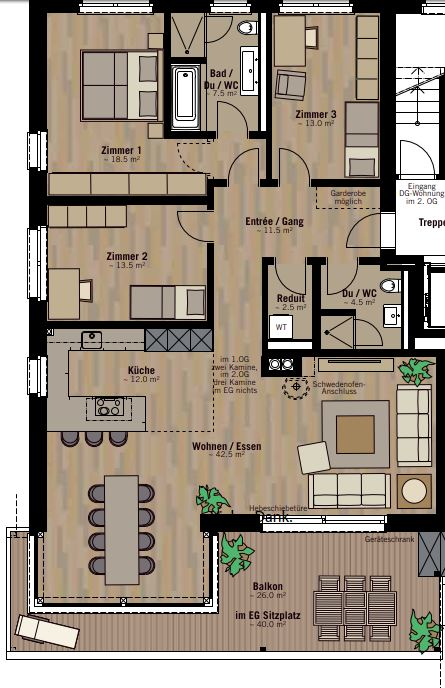 Bad /
Du / WC
~ 7.5 m²
Zimmer 3
~ 13.0 m²
Zimmer 1
~ 18.5 m²
Eingang
DG-Wohnung
im 2. OG
Garderobe
möglich
Entrée / Gang
~ 11.5 m²
Treppe
Zimmer 2
~ 13.5 m²
Reduit
~ 2.5 m²
WT
Du / WC
~ 4.5 m²
im 1.OG
zwei Kamine,
im 2.OG
drei Kamine
im EG nichts
Küche
~ 12.0 m²
Schwedenofen-
Anschluss
Wohnen / Essen
~ 42.5 m²
Hebeschiebetüre
Dank.
Geräteschrank
Balkon
~ 26.0 m²
im EG Sitzplatz
~ 40.0 m²